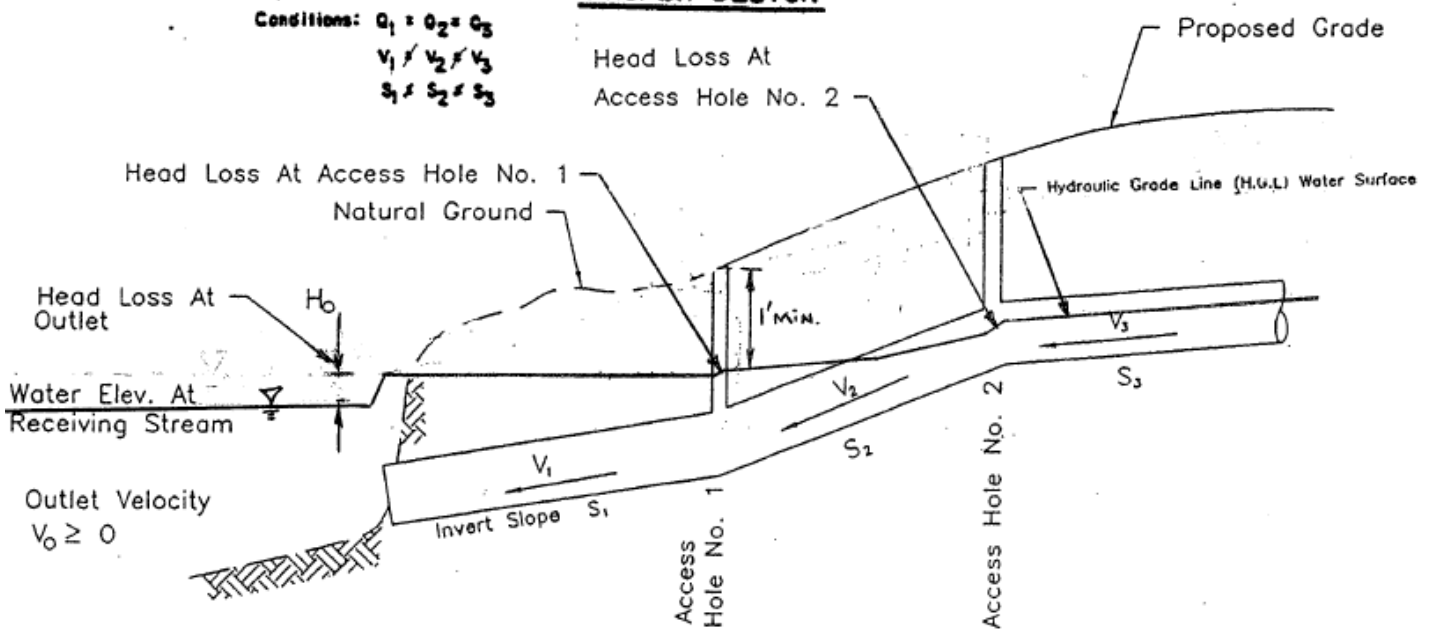 Conditions: Q₁ = Q₂ = Q₃
V₁ ≠ V₂ ≠ V₃
S₁ ≠ S₂ ≠ S₃
Head Loss At
Access Hole No. 2
Proposed Grade
Head Loss At Access Hole No. 1
Natural Ground
Hydraulic Grade Line (H.G.L) Water Surface
Head Loss At
Outlet
H₀
1' MIN.
Water Elev. At
Receiving Stream
V₃
S₃
V₂
S₂
V₁
Invert Slope S₁
Outlet Velocity
V₀ ≥ 0
Access
Hole No. 1
Access Hole No. 2